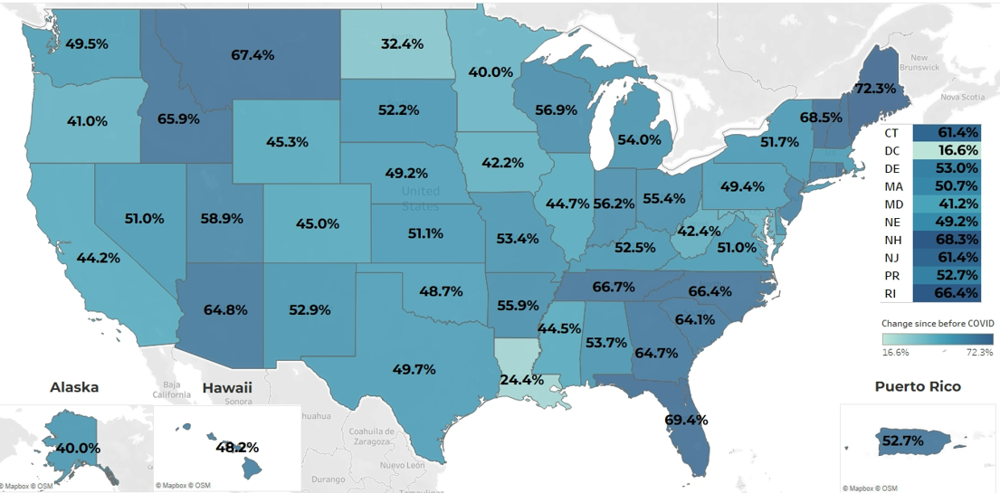 49.5%
67.4%
32.4%
40.0%
New
Brunswick
72.3%
Nova Scotia
41.0%
65.9%
45.3%
52.2%
56.9%
54.0%
68.5%
51.7%
CT 61.4%
DC 16.6%
DE 53.0%
MA 50.7%
MD 41.2%
NE 49.2%
NH 68.3%
NJ 61.4%
PR 52.7%
RI 66.4%
49.2%
42.2%
United
States
44.7%
56.2%
55.4%
49.4%
51.0%
58.9%
45.0%
51.1%
53.4%
52.5%
42.4%
51.0%
44.2%
64.8%
52.9%
48.7%
55.9%
66.7%
66.4%
64.1%
44.5%
53.7%
64.7%
49.7%
24.4%
69.4%
Change since before COVID
16.6% 72.3%
Alaska
40.0%
© Mapbox © OSM
Baja
California
Hawaii
Sonora
48.2%
© Mapbox © OSM
huahua
Coahuila de
Zaragoza
Nuevo León
Durango
Tamaulipas
Puerto Rico
52.7%
© Mapbox © OSM